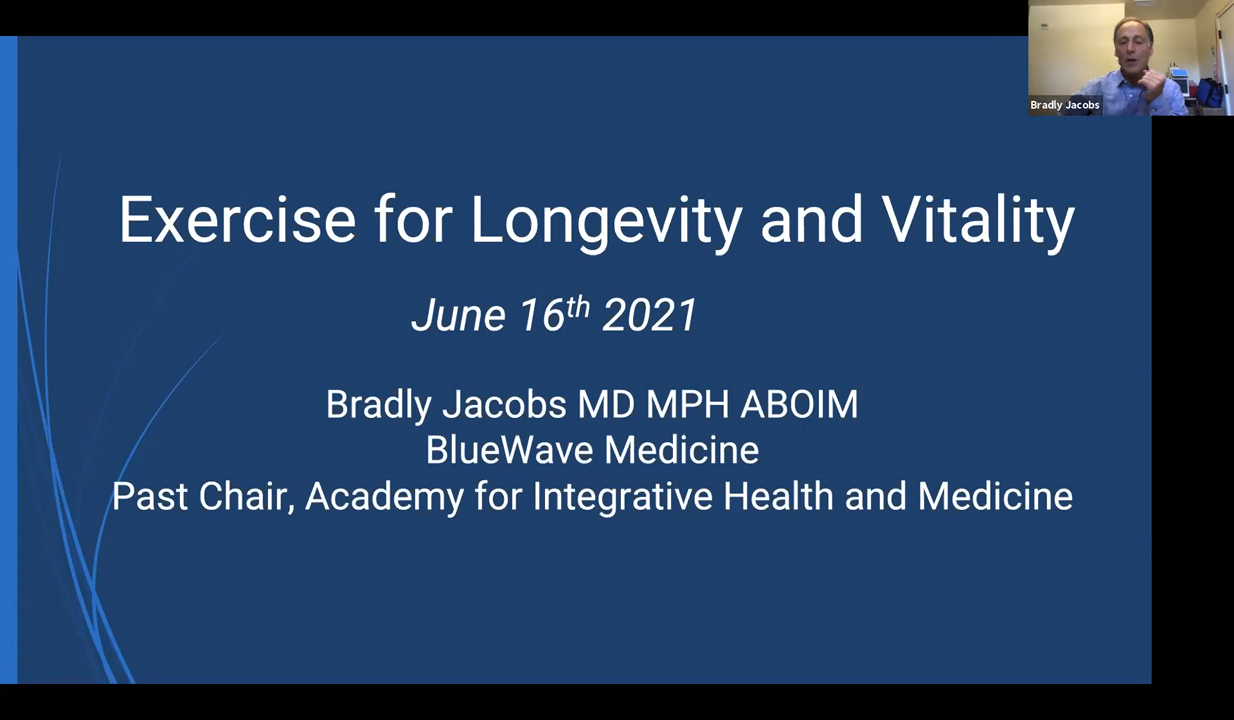 Bradly Jacobs
Exercise for Longevity and Vitality
June 16th 2021
Bradly Jacobs MD MPH ABOIM
BlueWave Medicine
Past Chair, Academy for Integrative Health and Medicine